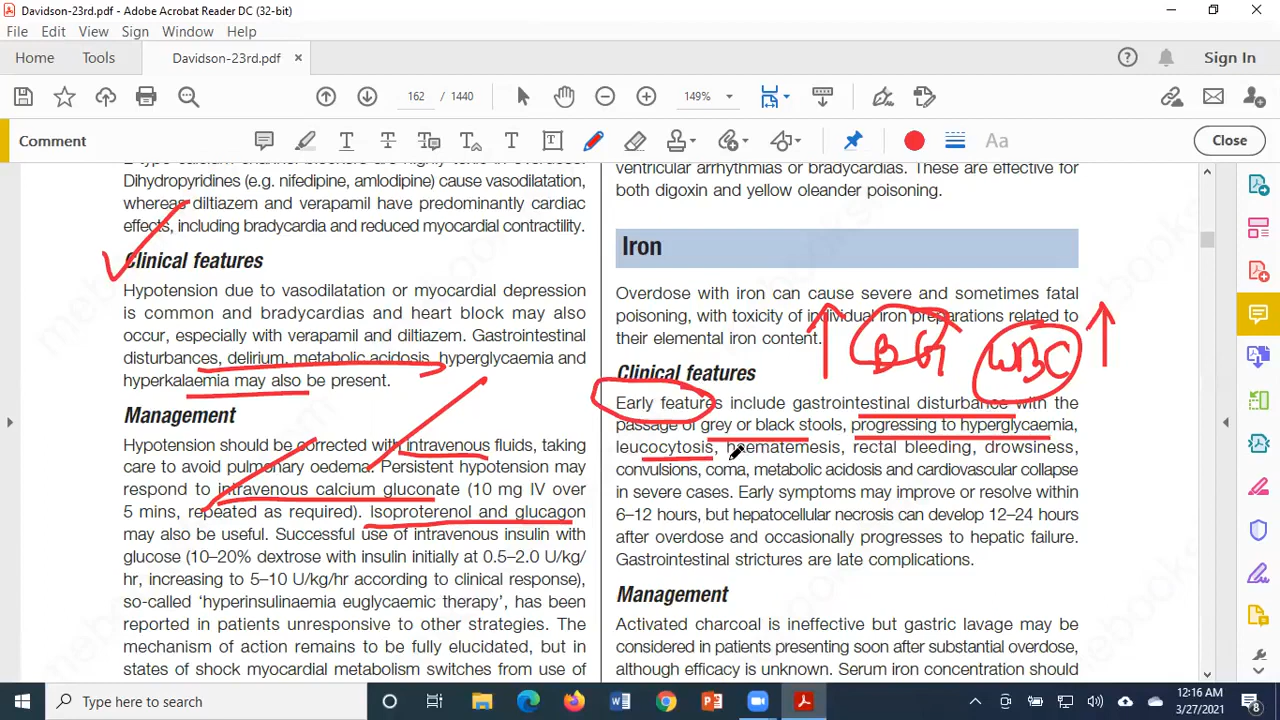 Davidson-23rd.pdf - Adobe Acrobat Reader DC (32-bit)
File Edit View Sign Window Help
Home Tools Davidson-23rd.pdf × Sign In
162 / 1440 149%
Comment Close
Dihydropyridines (e.g. nifedipine, amlodipine) cause vasodilatation,
whereas diltiazem and verapamil have predominantly cardiac
effects, including bradycardia and reduced myocardial contractility.
Clinical features
Hypotension due to vasodilatation or myocardial depression
is common and bradycardias and heart block may also
occur, especially with verapamil and diltiazem. Gastrointestinal
disturbances, delirium, metabolic acidosis, hyperglycaemia and
hyperkalaemia may also be present.
Management
Hypotension should be corrected with intravenous fluids, taking
care to avoid pulmonary oedema. Persistent hypotension may
respond to intravenous calcium gluconate (10 mg IV over
5 mins, repeated as required). Isoproterenol and glucagon
may also be useful. Successful use of intravenous insulin with
glucose (10–20% dextrose with insulin initially at 0.5–2.0 U/kg/
hr, increasing to 5–10 U/kg/hr according to clinical response),
so-called ‘hyperinsulinaemia euglycaemic therapy’, has been
reported in patients unresponsive to other strategies. The
mechanism of action remains to be fully elucidated, but in
states of shock myocardial metabolism switches from use of
ventricular arrhythmias or bradycardias. These are effective for
both digoxin and yellow oleander poisoning.
Iron
Overdose with iron can cause severe and sometimes fatal
poisoning, with toxicity of individual iron preparations related to
their elemental iron content.
WBC
Clinical features
Early features include gastrointestinal disturbance with the
passage of grey or black stools, progressing to hyperglycaemia,
leucocytosis, haematemesis, rectal bleeding, drowsiness,
convulsions, coma, metabolic acidosis and cardiovascular collapse
in severe cases. Early symptoms may improve or resolve within
6–12 hours, but hepatocellular necrosis can develop 12–24 hours
after overdose and occasionally progresses to hepatic failure.
Gastrointestinal strictures are late complications.
Management
Activated charcoal is ineffective but gastric lavage may be
considered in patients presenting soon after substantial overdose,
although efficacy is unknown. Serum iron concentration should
Type here to search
12:16 AM
3/27/2021
8